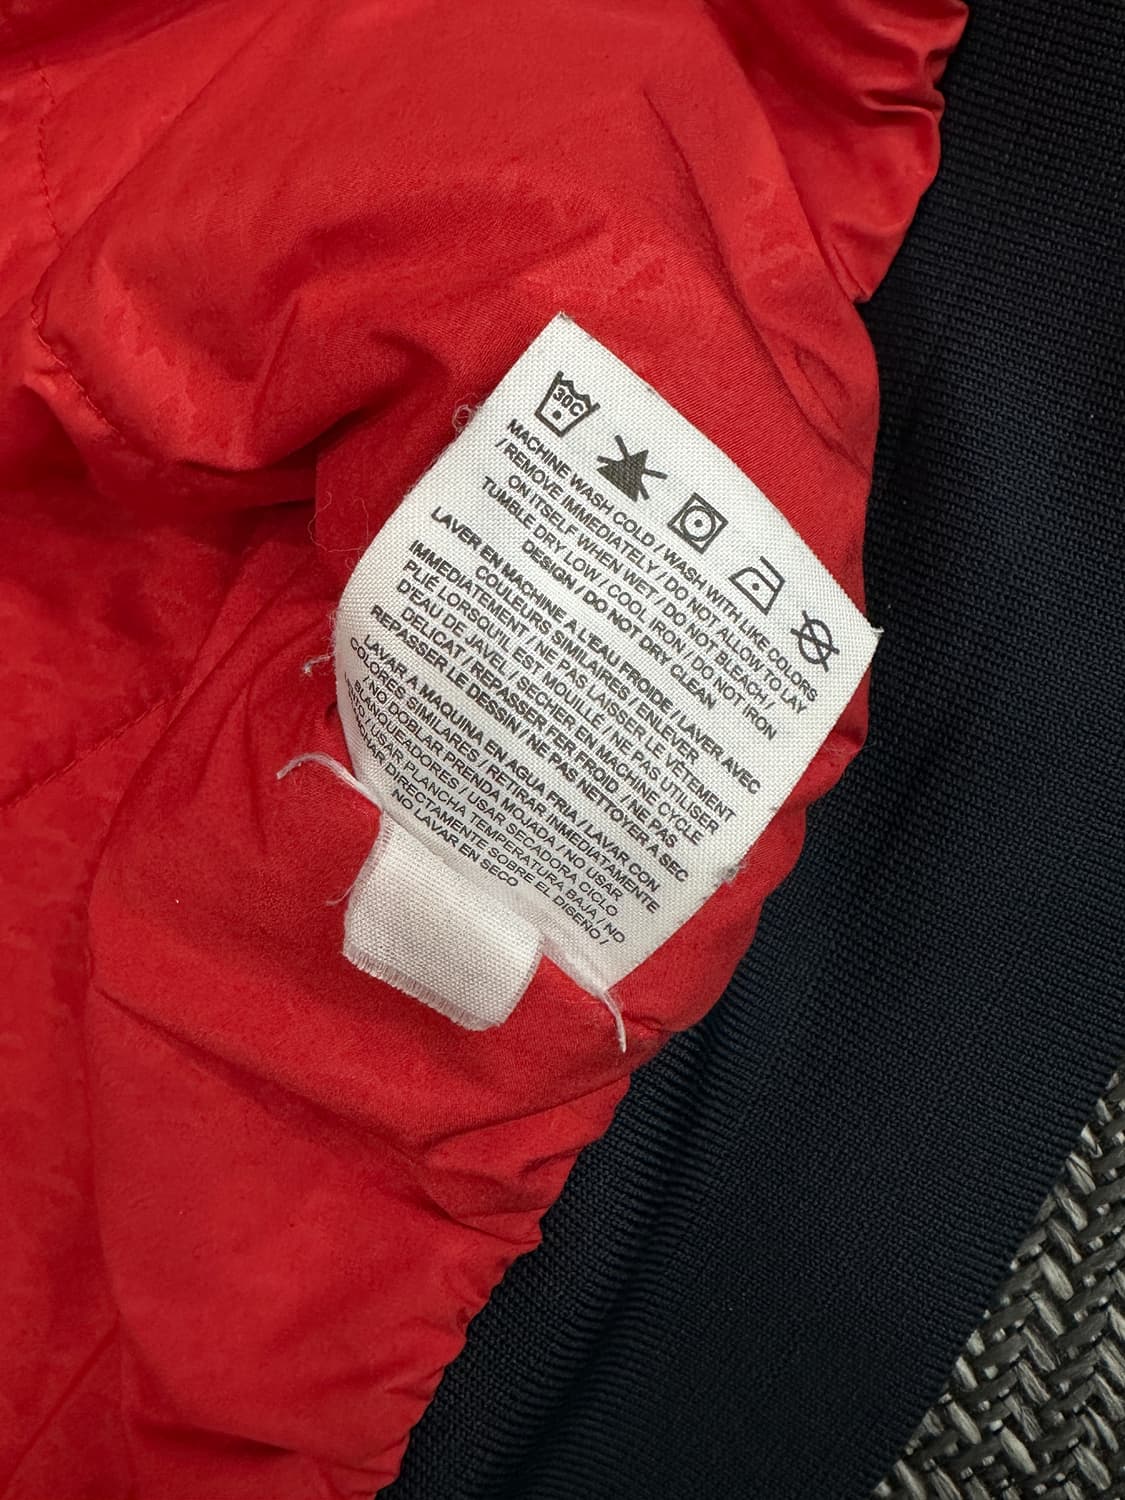 30C
MACHINE WASH COLD / WASH WITH LIKE COLORS
/ REMOVE IMMEDIATELY / DO NOT ALLOW TO LAY
ON ITSELF WHEN WET / DO NOT BLEACH /
TUMBLE DRY LOW / COOL IRON / DO NOT IRON
DESIGN / DO NOT DRY CLEAN
LAVER EN MACHINE A L'EAU FROIDE / LAVER AVEC
COULEURS SIMILAIRES / ENLEVER
IMMEDIATEMENT / NE PAS LAISSER LE VÊTEMENT
PLIÉ LORSQU'IL EST MOUILLÉ / NE PAS UTILISER
D'EAU DE JAVEL / SECHER EN MACHINE CYCLE
DELICAT / REPASSER FER FROID / NE PAS
REPASSER LE DESSIN / NE PAS NETTOYER A SEC
LAVAR A MAQUINA EN AGUA FRIA / LAVAR CON
COLORES SIMILARES / RETIRAR INMEDIATAMENTE
/ NO DOBLAR PRENDA MOJADA / NO USAR
BLANQUEADORES / USAR SECADORA CICLO
/ USAR PLANCHA TEMPERATURA BAJA / NO
DIRECTAMENTE SOBRE EL DISEÑO /
NO LAVAR EN SECO